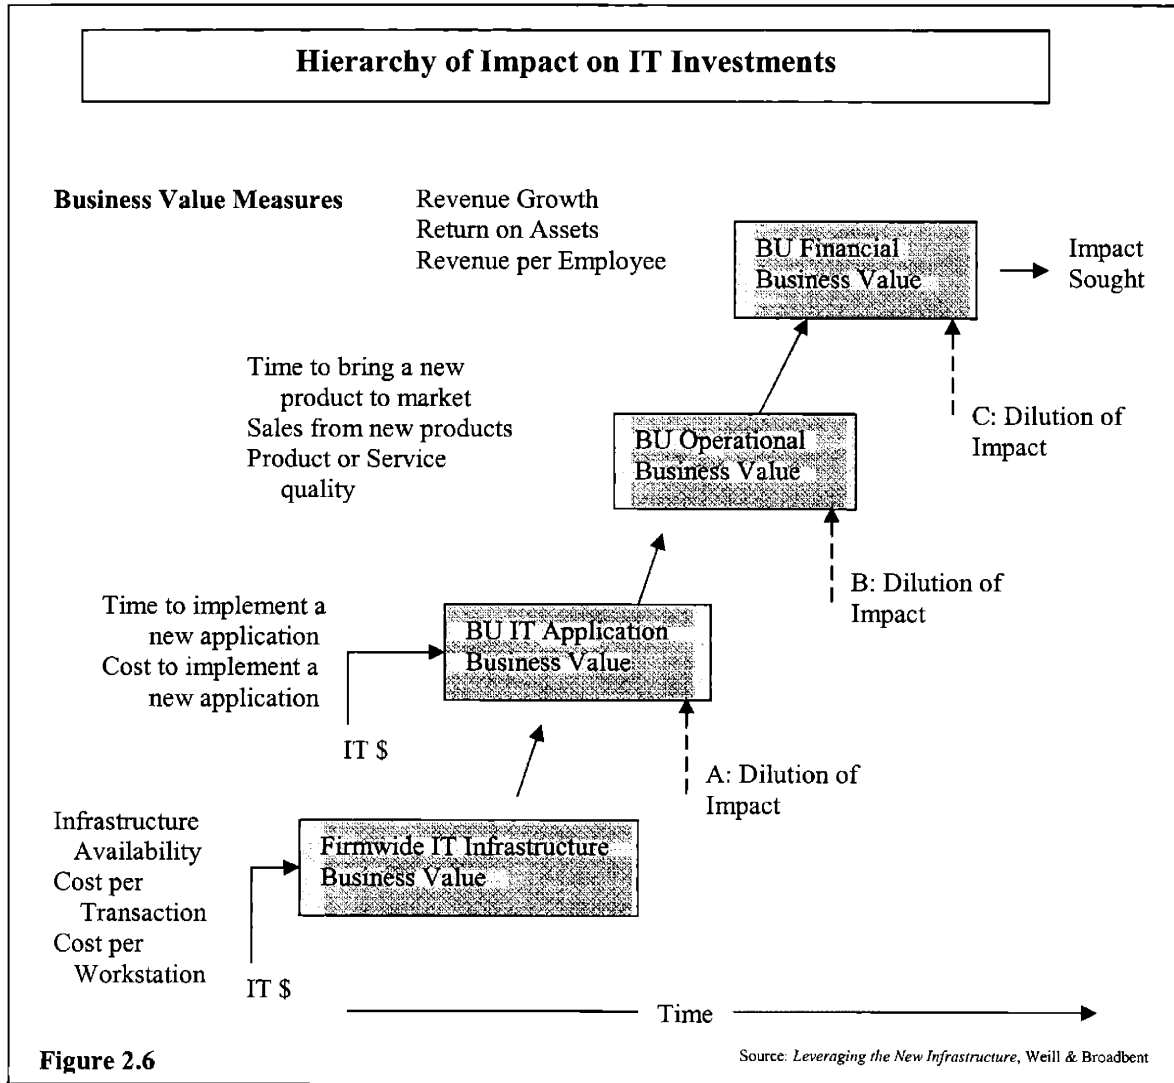 Hierarchy of Impact on IT Investments
Business Value Measures
Revenue Growth
Return on Assets
Revenue per Employee
BU Financial
Business Value
Impact
Sought
Time to bring a new
product to market
Sales from new products
Product or Service
quality
BU Operational
Business Value
C: Dilution of
Impact
Time to implement a
new application
Cost to implement a
new application
BU IT Application
Business Value
B: Dilution of
Impact
IT $
A: Dilution of
Impact
Infrastructure
Availability
Cost per
Transaction
Cost per
Workstation
Firmwide IT Infrastructure
Business Value
IT $
Time
Figure 2.6
Source: Leveraging the New Infrastructure, Weill & Broadbent